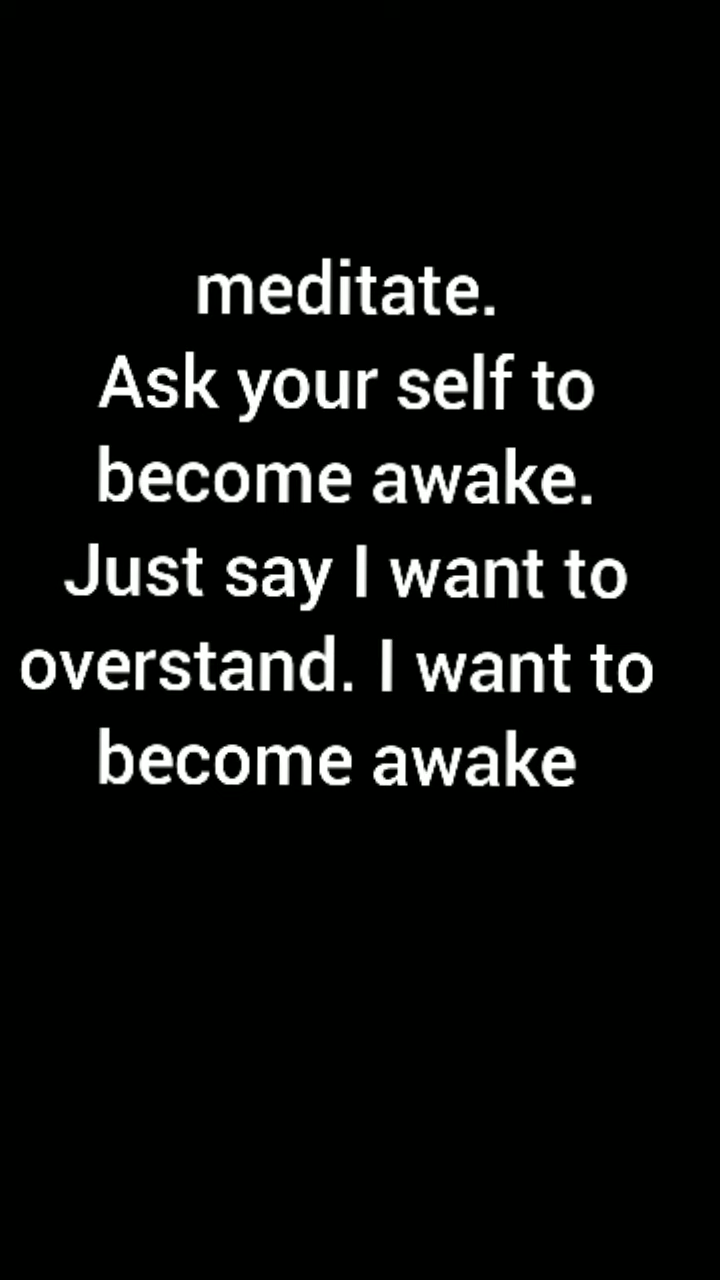 meditate.
Ask your self to
become awake.
Just say I want to
overstand. I want to
become awake